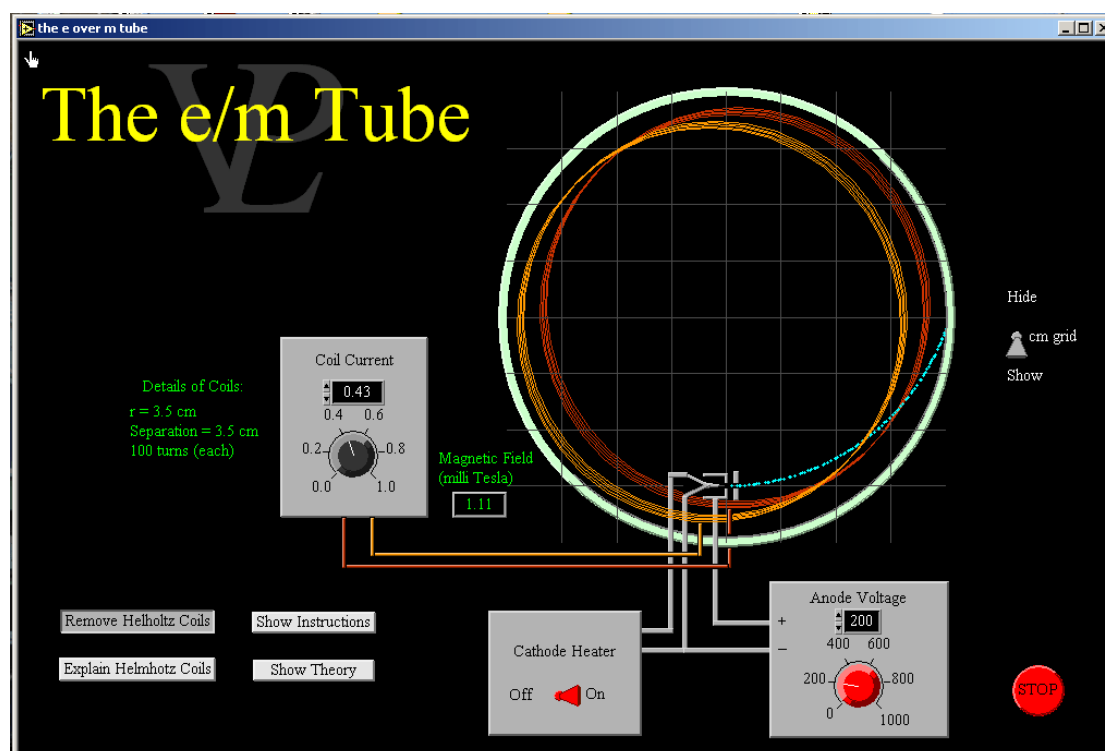 the e over m tube
The e/m Tube
VPL
Hide
cm grid
Show
Coil Current
0.43
0.4 0.6
0.2 0.8
0.0 1.0
Details of Coils:
r = 3.5 cm
Separation = 3.5 cm
100 turns (each)
Magnetic Field
(milli Tesla)
1.11
Remove Helholtz Coils
Show Instructions
Explain Helmhotz Coils
Show Theory
Cathode Heater
Off On
Anode Voltage
+
200
−
400 600
200 800
0 1000
STOP